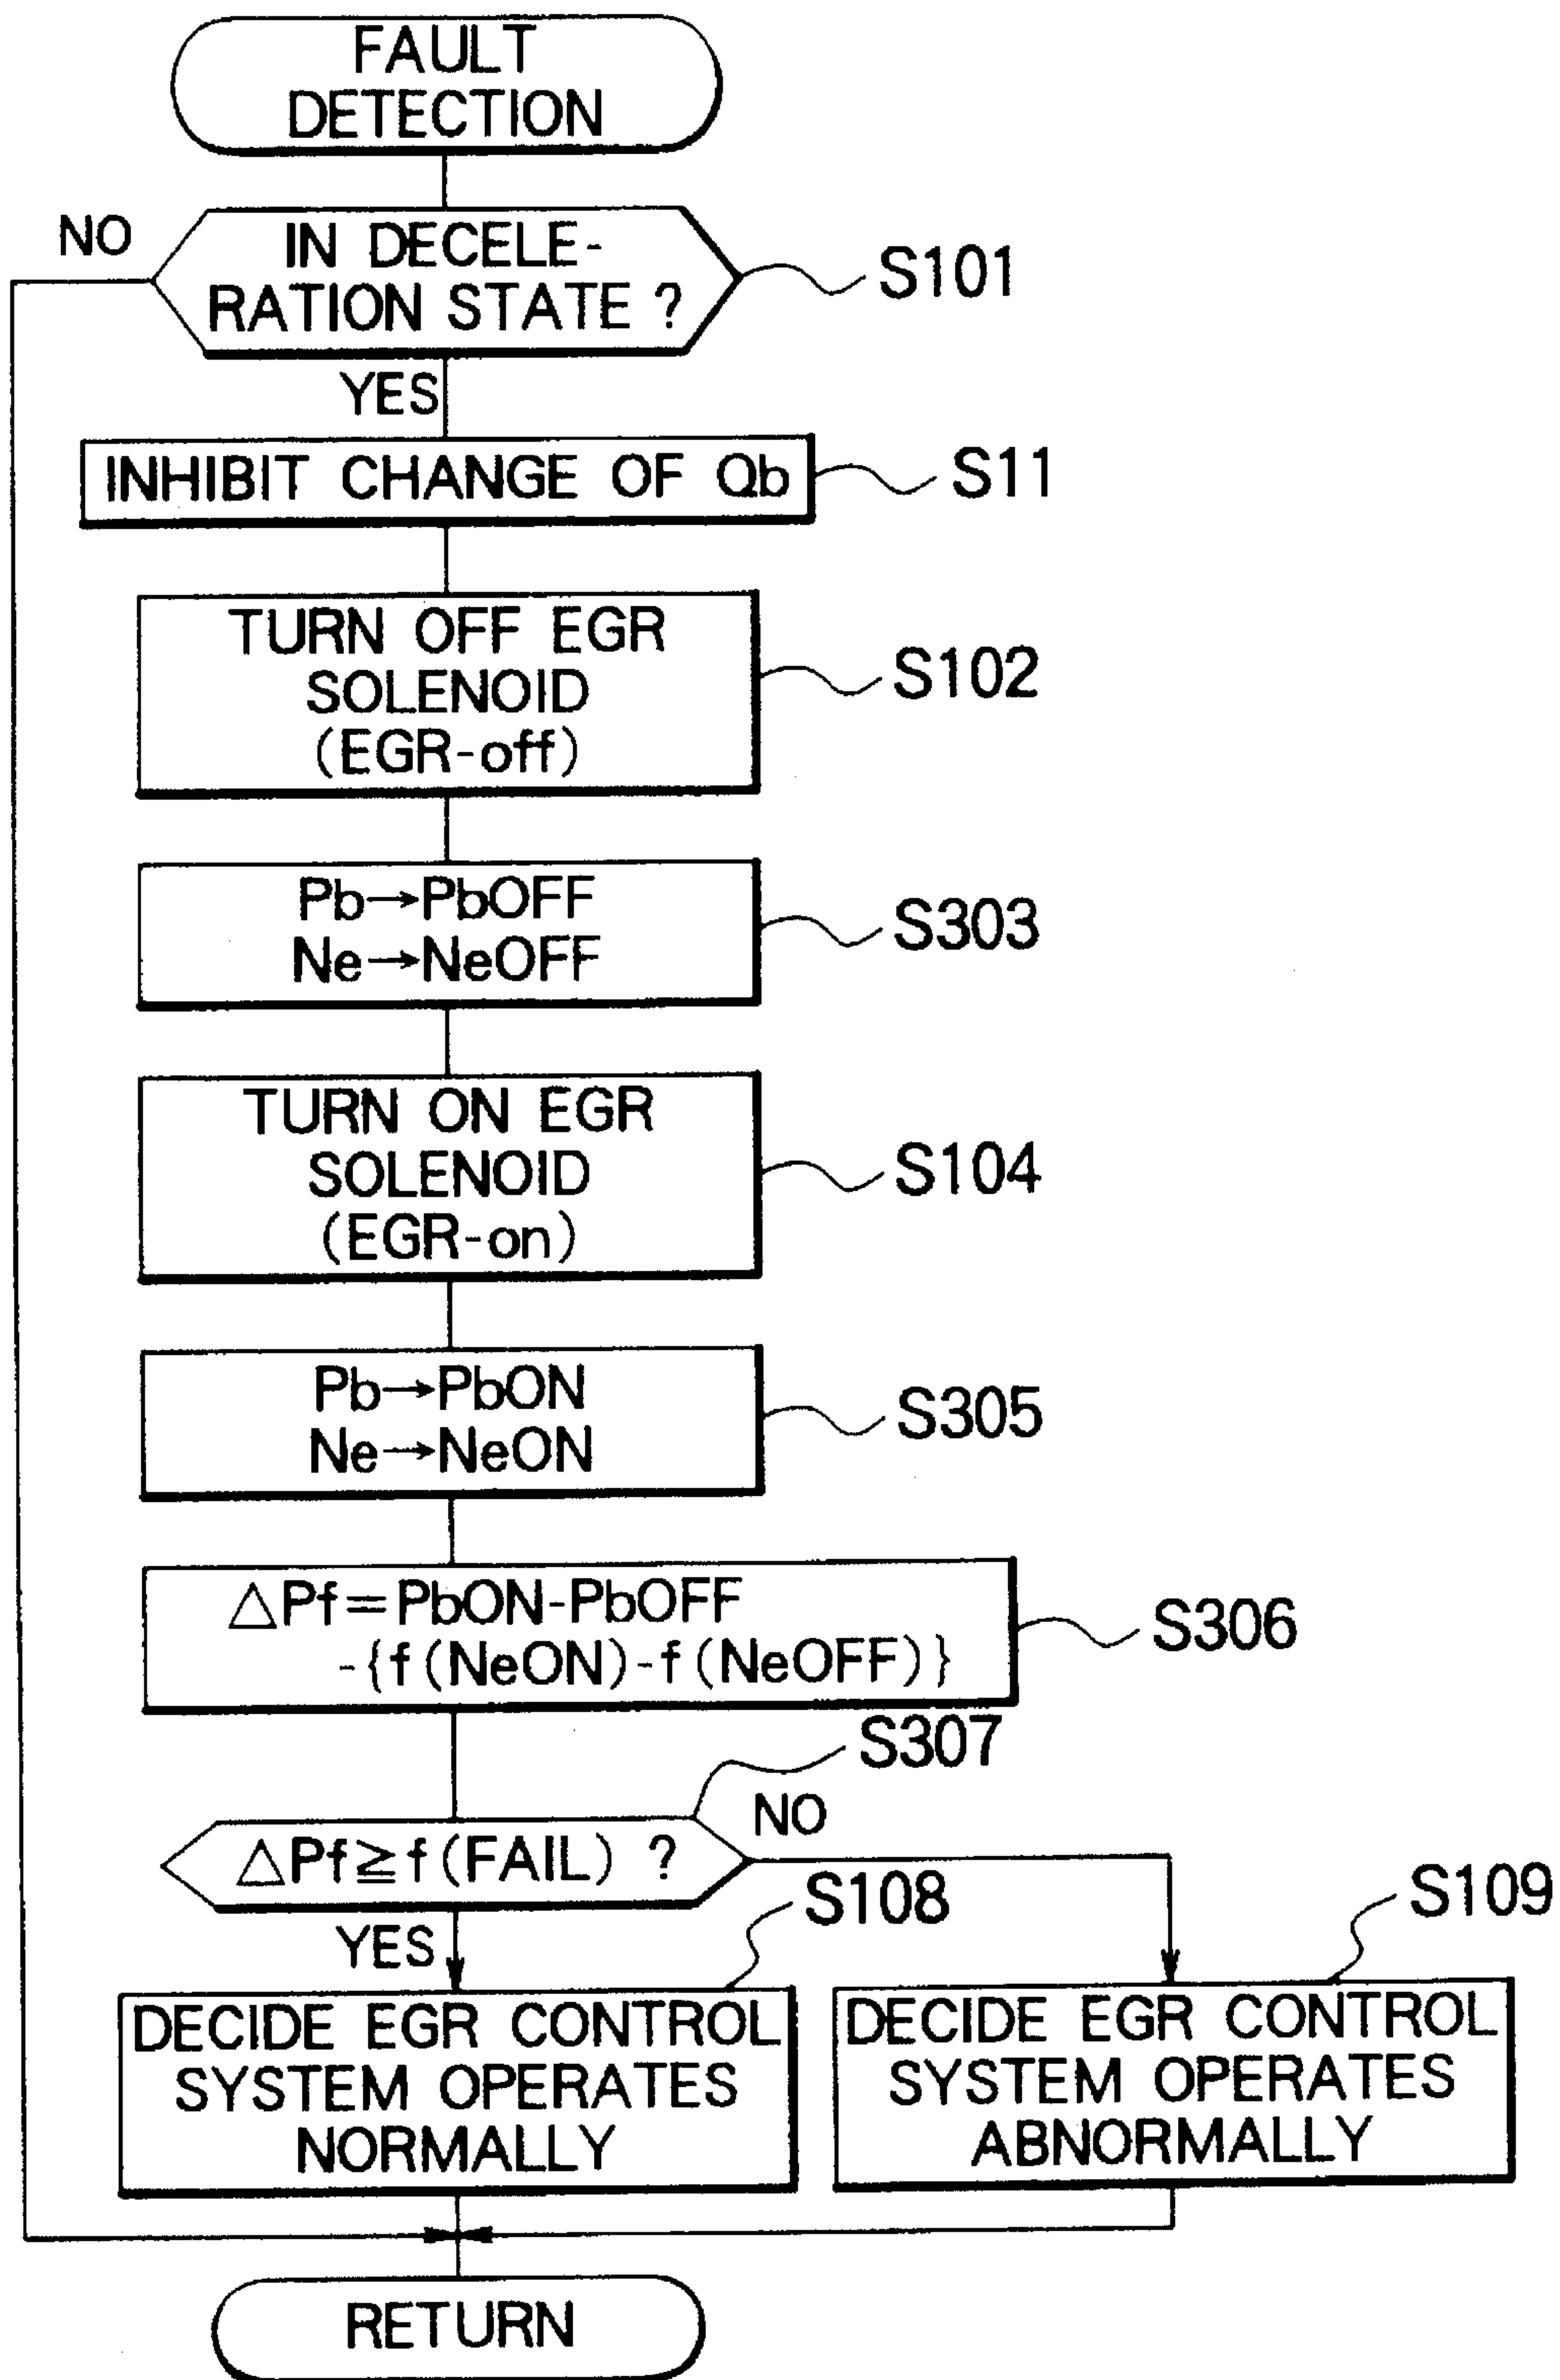 FAULT
DETECTION
NO
IN DECELE-
RATION STATE ?
S101
YES
INHIBIT CHANGE OF Qb
S11
TURN OFF EGR
SOLENOID
(EGR-off)
S102
Pb→PbOFF
Ne→NeOFF
S303
TURN ON EGR
SOLENOID
(EGR-on)
S104
Pb→PbON
Ne→NeON
S305
△Pf=PbON-PbOFF
-{f(NeON)-f(NeOFF)}
S306
S307
△Pf≧f(FAIL) ?
NO
YES
S108
S109
DECIDE EGR CONTROL
SYSTEM OPERATES
NORMALLY
DECIDE EGR CONTROL
SYSTEM OPERATES
ABNORMALLY
RETURN